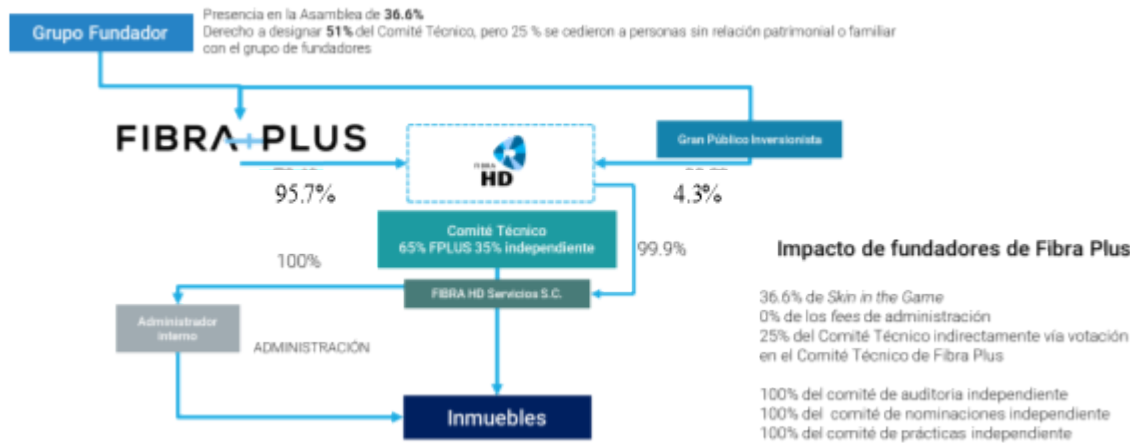 Grupo Fundador
Presencia en la Asamblea de 36.6%
Derecho a designar 51% del Comité Técnico, pero 25 % se cedieron a personas sin relación patrimonial o familiar
con el grupo de fundadores
FIBRA+PLUS
FIBRA
HD
Gran Público Inversionista
95.7%
4.3%
Comité Técnico
65% FPLUS 35% independiente
99.9%
100%
FIBRA HD Servicios S.C.
Administrador
interno
ADMINISTRACIÓN
Inmuebles
Impacto de fundadores de Fibra Plus
36.6% de Skin in the Game
0% de los fees de administración
25% del Comité Técnico indirectamente vía votación
en el Comité Técnico de Fibra Plus
100% del comité de auditoria independiente
100% del comité de nominaciones independiente
100% del comité de prácticas independiente